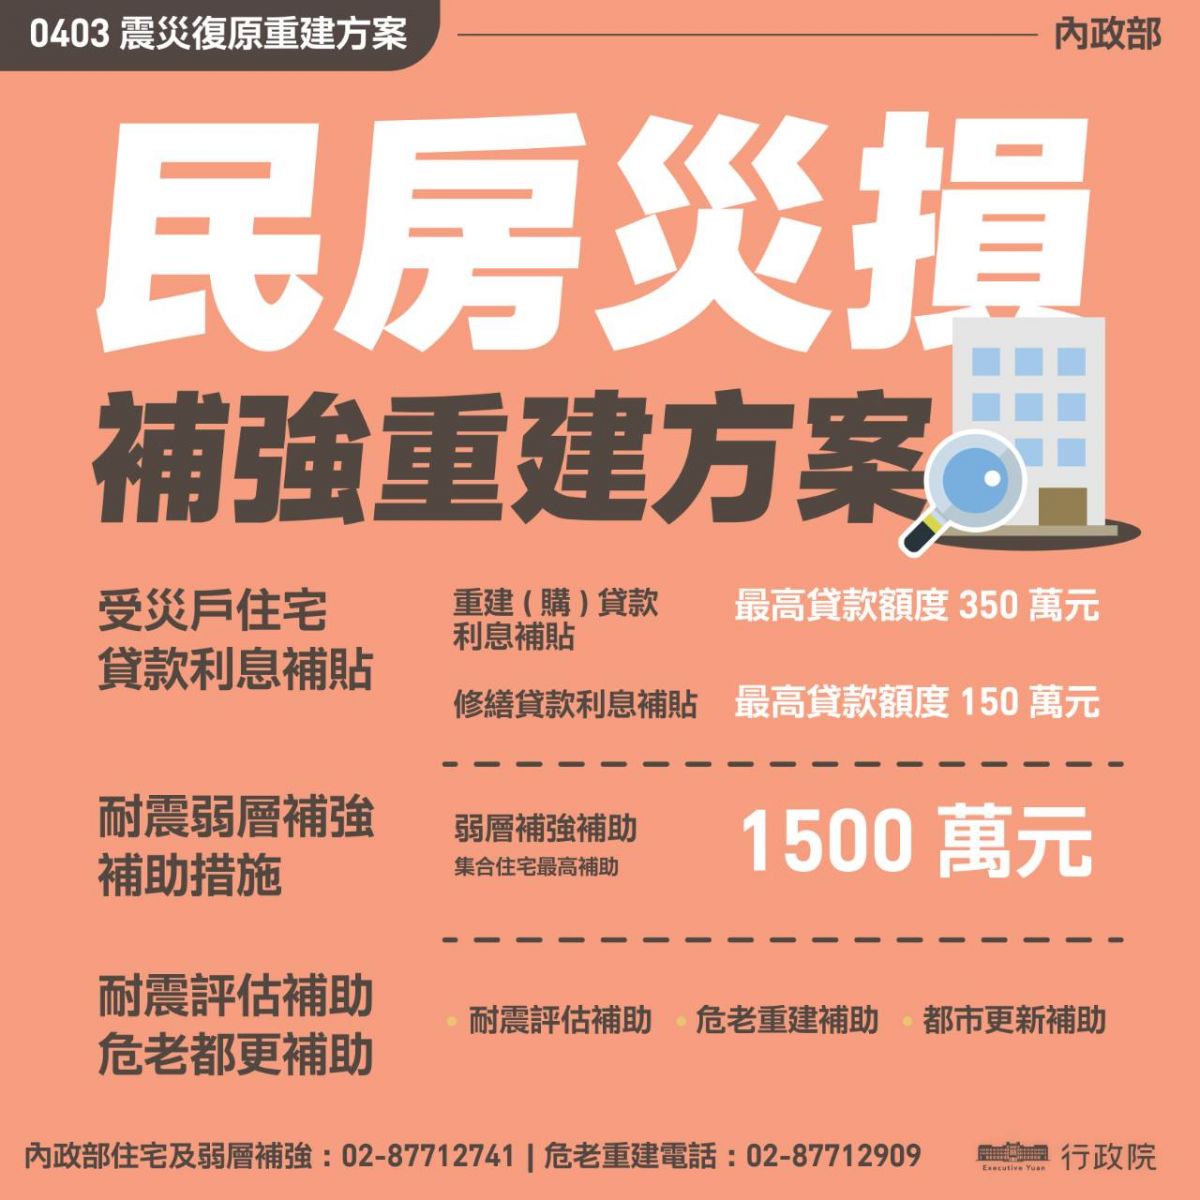 0403 震災復原重建方案
內政部
民房災損
補強重建方案
受災戶住宅
貸款利息補貼
重建(購)貸款
利息補貼
最高貸款額度 350 萬元
修繕貸款利息補貼
最高貸款額度 150 萬元
耐震弱層補強
補助措施
弱層補強補助
集合住宅最高補助
1500 萬元
耐震評估補助
危老都更補助
• 耐震評估補助 • 危老重建補助 • 都市更新補助
內政部住宅及弱層補強:02-87712741 | 危老重建電話:02-87712909
Executive Yuan
行政院